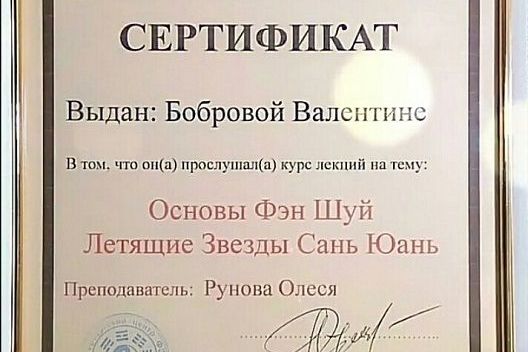 СЕРТИФИКАТ
Выдан: Бобровой Валентине
В том, что он(а) прослушал(а) курс лекций на тему:
Основы Фэн Шуй
Летящие Звезды Сань Юань
Преподаватель: Рунова Олеся